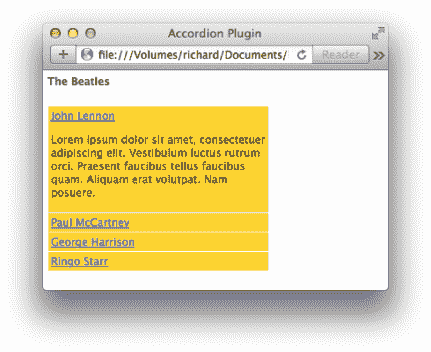 Accordion Plugin
file:///Volumes/richard/Documents/
Reader
The Beatles
John Lennon
Lorem ipsum dolor sit amet, consectetuer
adipiscing elit. Vestibulum luctus rutrum
orci. Praesent faucibus tellus faucibus
quam. Aliquam erat volutpat. Nam
posuere.
Paul McCartney
George Harrison
Ringo Starr